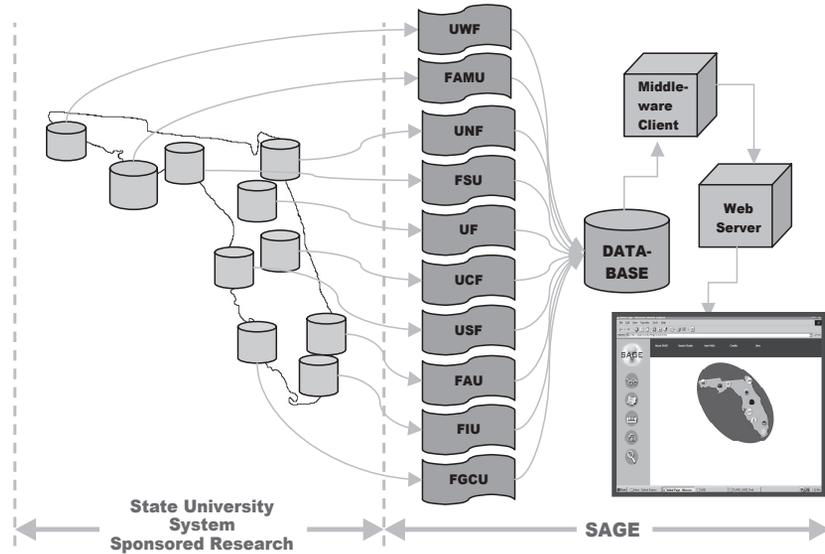 UWF
FAMU
UNF
FSU
UF
UCF
USF
FAU
FIU
FGCU
DATA-
BASE
Middle-
ware
Client
Web
Server
SAGE
State University
System
Sponsored Research
SAGE